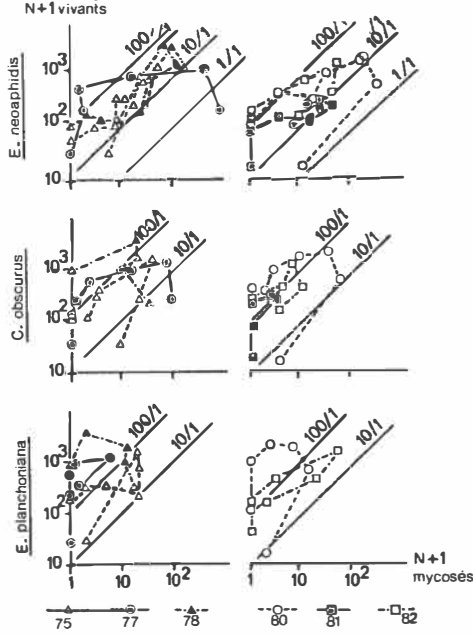 N+1 vivants
100/1 10/1 1/1
100/1 10/1 1/1
10³
10²
10
E. neoaphidis
100/1 10/1
100/1 10/1
10³
10²
10
C. obscurus
100/1 10/1
100/1 10/1
10³
10²
10
E. planchoniana
1 10 10²
1 10 10²
N+1
mycosés
75 77 78 80 81 82